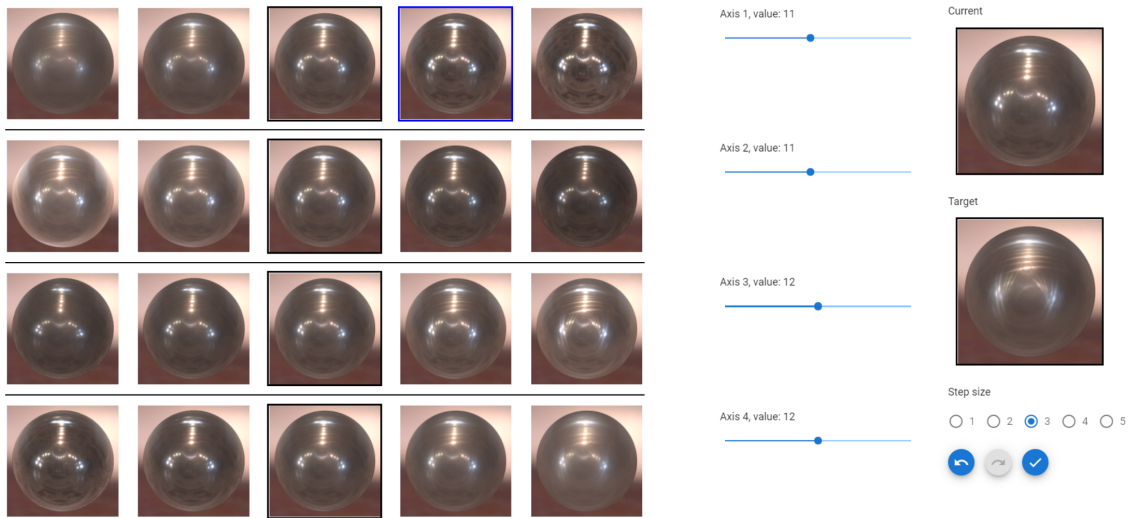 Axis 1, value: 11
Axis 2, value: 11
Axis 3, value: 12
Axis 4, value: 12
Current
Target
Step size
1 2 3 4 5